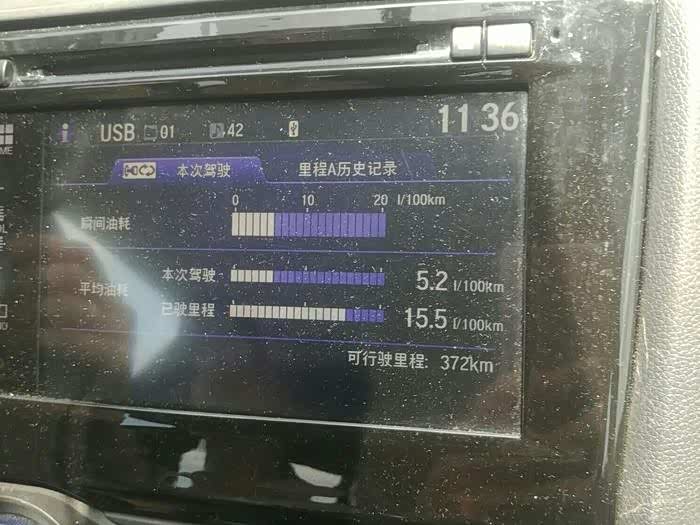 USB 01 42 11 36
本次驾驶 里程A历史记录
0 10 20 l/100km
瞬间油耗
本次驾驶 5.2 l/100km
平均油耗
已驶里程 15.5 l/100km
可行驶里程: 372km